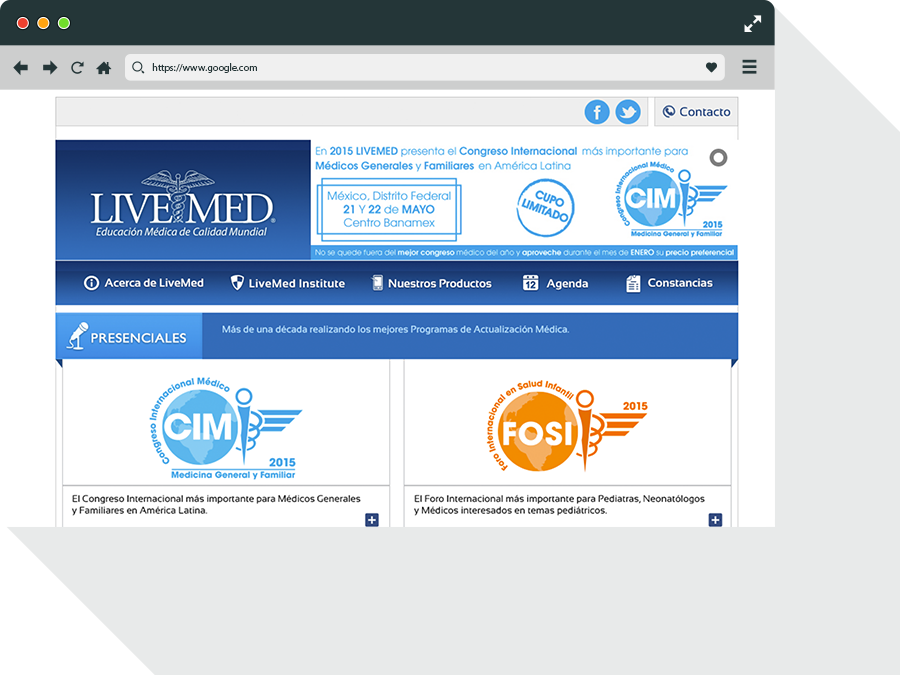 https://www.google.com
Contacto
LIVEMED®
Educación Médica de Calidad Mundial
En 2015 LIVEMED presenta el Congreso Internacional más importante para
Médicos Generales y Familiares en América Latina
México, Distrito Federal
21 Y 22 de MAYO
Centro Banamex
CUPO
LIMITADO
Congreso Internacional Médico
CIM
2015
Medicina General y Familiar
No se quede fuera del mejor congreso médico del año y aproveche durante el mes de ENERO su precio preferencial
Acerca de LiveMed
LiveMed Institute
Nuestros Productos
12
Agenda
Constancias
PRESENCIALES
Más de una década realizando los mejores Programas de Actualización Médica.
Congreso Internacional Médico
CIM
2015
Medicina General y Familiar
El Congreso Internacional más importante para Médicos Generales
y Familiares en América Latina.
Foro Internacional en Salud Infantil
FOSI
2015
El Foro Internacional más importante para Pediatras, Neonatólogos
y Médicos interesados en temas pediátricos.